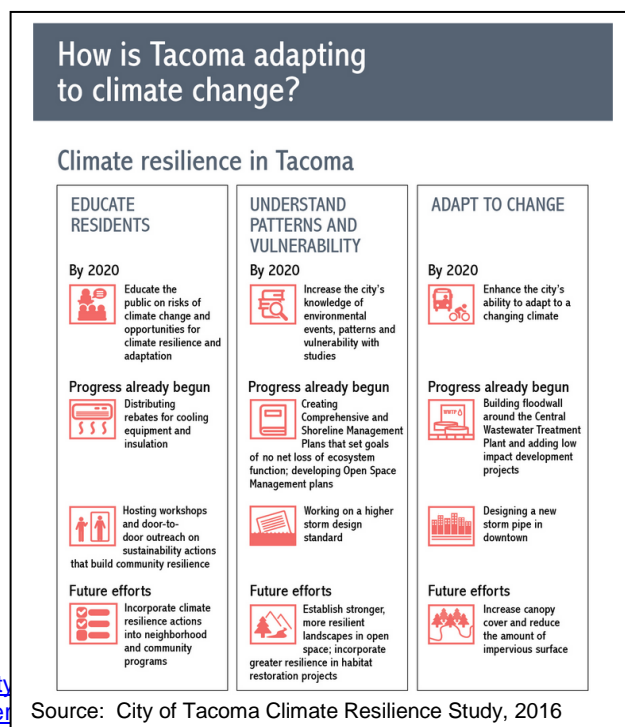 How is Tacoma adapting
to climate change?
Climate resilience in Tacoma
EDUCATE
RESIDENTS
By 2020
Educate the
public on risks of
climate change and
opportunities for
climate resilience and
adaptation
Progress already begun
Distributing
rebates for cooling
equipment and
insulation
Hosting workshops
and door-to-
door outreach on
sustainability actions
that build community resilience
Future efforts
Incorporate climate
resilience actions
into neighborhood
and community
programs
UNDERSTAND
PATTERNS AND
VULNERABILITY
By 2020
Increase the city's
knowledge of
environmental
events, patterns and
vulnerability with
studies
Progress already begun
Creating
Comprehensive and
Shoreline Management
Plans that set goals
of no net loss of ecosystem
function; developing Open Space
Management plans
Working on a higher
storm design
standard
Future efforts
Establish stronger,
more resilient
landscapes in open
space; incorporate
greater resilience in habitat
restoration projects
ADAPT TO CHANGE
By 2020
Enhance the city's
ability to adapt to a
changing climate
Progress already begun
WWTP
Building floodwall
around the Central
Wastewater Treatment
Plant and adding low
impact development
projects
Designing a new
storm pipe in
downtown
Future efforts
Increase canopy
cover and reduce
the amount of
impervious surface
Source: City of Tacoma Climate Resilience Study, 2016